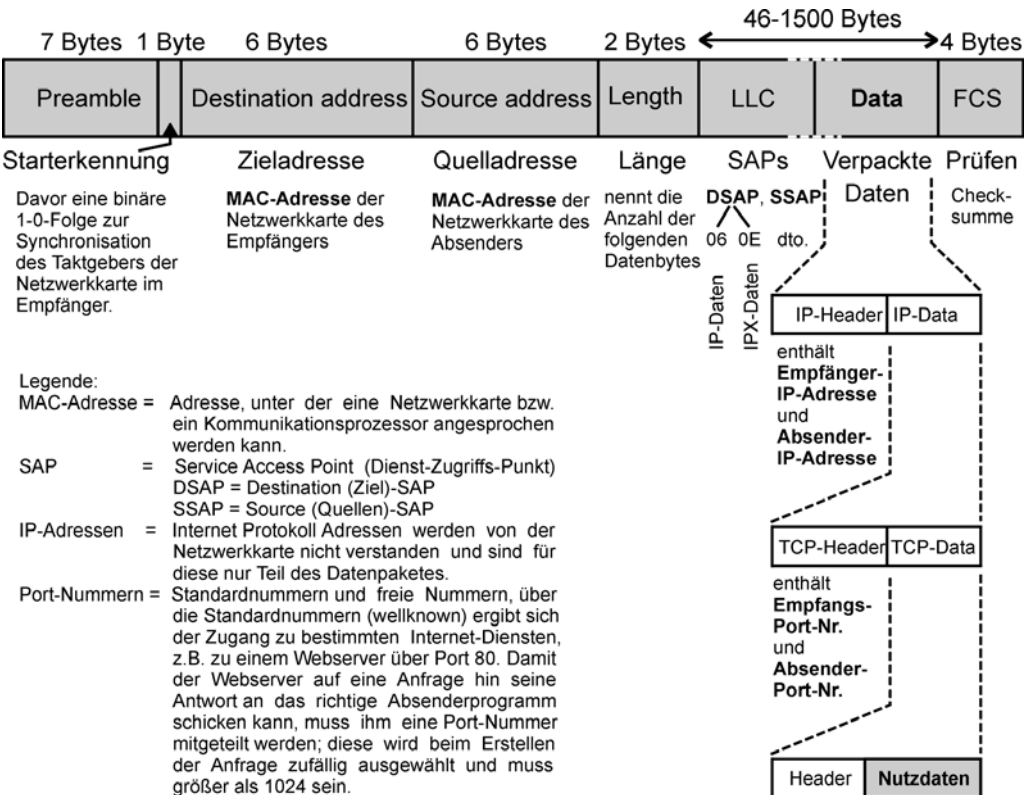 46-1500 Bytes
7 Bytes 1 Byte 6 Bytes 6 Bytes 2 Bytes 4 Bytes
Preamble Destination address Source address Length LLC Data FCS
Starterkennung
Davor eine binäre
1-0-Folge zur
Synchronisation
des Taktgebers der
Netzwerkkarte im
Empfänger.
Zieladresse
MAC-Adresse der
Netzwerkkarte des
Empfängers
Quelladresse
MAC-Adresse der
Netzwerkkarte des
Absenders
Länge
nennt die
Anzahl der
folgenden
Datenbytes
SAPs
DSAP, SSAP
06 0E dto.
IP-Daten
IPX-Daten
Verpackte
Daten
Prüfen
Check-
summe
IP-Header IP-Data
enthält
Empfänger-
IP-Adresse
und
Absender-
IP-Adresse
TCP-Header TCP-Data
enthält
Empfangs-
Port-Nr.
und
Absender-
Port-Nr.
Header Nutzdaten
Legende:
MAC-Adresse = Adresse, unter der eine Netzwerkkarte bzw.
ein Kommunikationsprozessor angesprochen
werden kann.
SAP = Service Access Point (Dienst-Zugriffs-Punkt)
DSAP = Destination (Ziel)-SAP
SSAP = Source (Quellen)-SAP
IP-Adressen = Internet Protokoll Adressen werden von der
Netzwerkkarte nicht verstanden und sind für
diese nur Teil des Datenpaketes.
Port-Nummern = Standardnummern und freie Nummern, über
die Standardnummern (wellknown) ergibt sich
der Zugang zu bestimmten Internet-Diensten,
z.B. zu einem Webserver über Port 80. Damit
der Webserver auf eine Anfrage hin seine
Antwort an das richtige Absenderprogramm
schicken kann, muss ihm eine Port-Nummer
mitgeteilt werden; diese wird beim Erstellen
der Anfrage zufällig ausgewählt und muss
größer als 1024 sein.